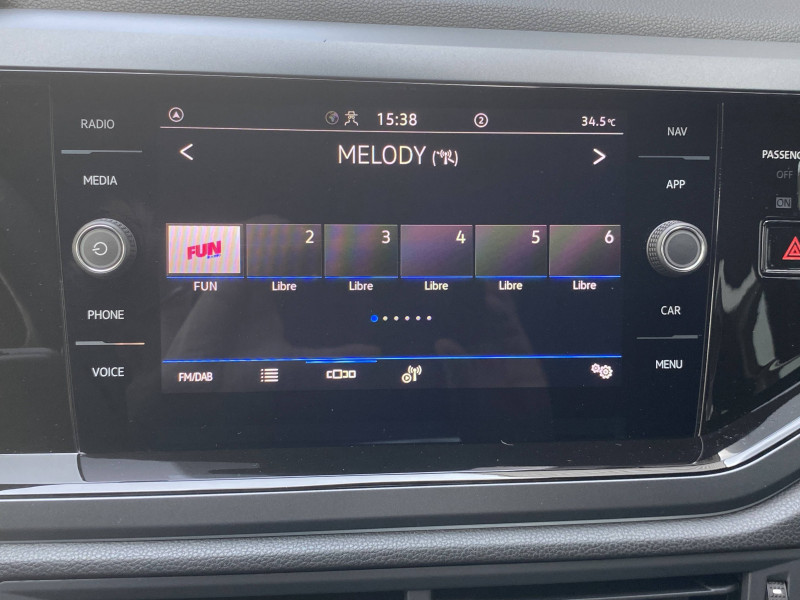 RADIO
15:38
2
34.5°C
NAV
PASSENG
OFF
ON
MEDIA
MELODY
APP
FUN
2
3
4
5
6
FUN
Libre
Libre
Libre
Libre
Libre
PHONE
CAR
VOICE
FM/DAB
MENU